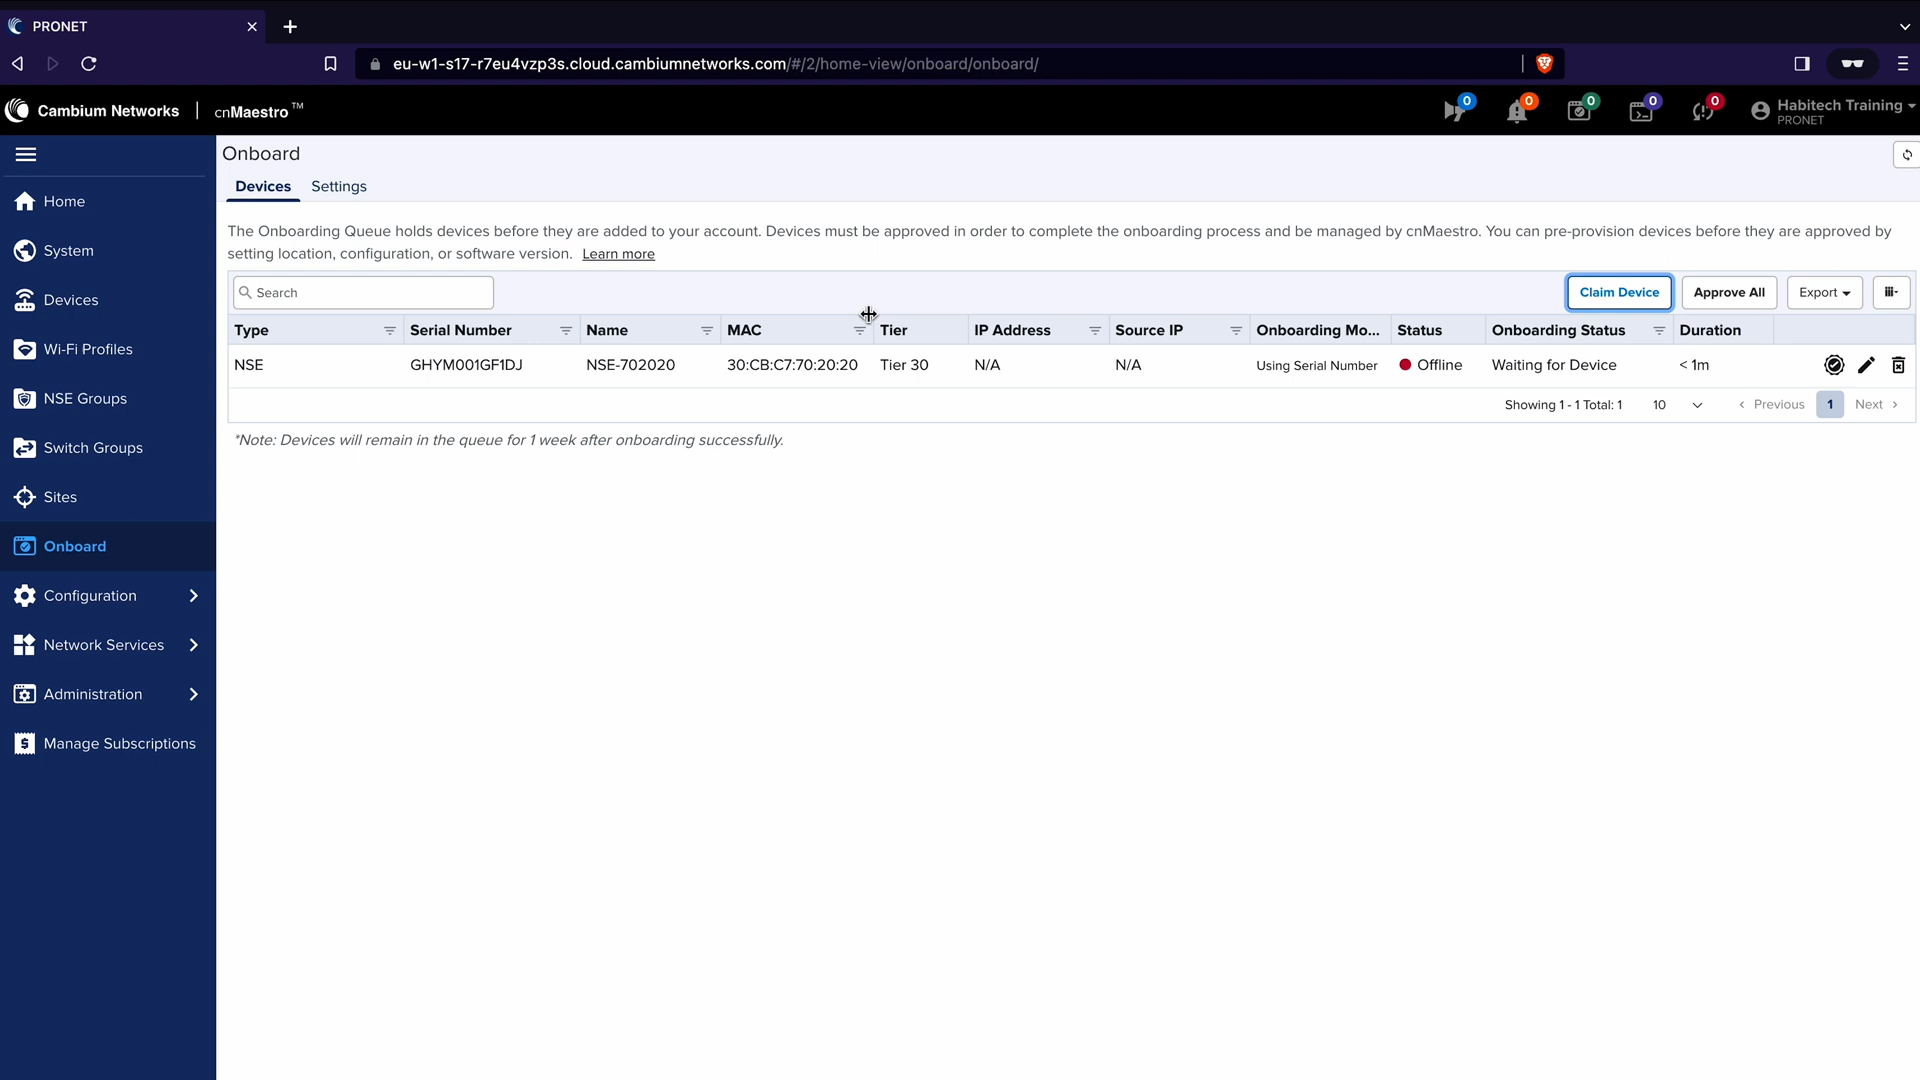 PRONET
eu-w1-s17-r7eu4vzp3s.cloud.cambiumnetworks.com/#/2/home-view/onboard/onboard/
Cambium Networks | cnMaestro™
0 0 0 0 0
Habitech Training
PRONET
Home
System
Devices
Wi-Fi Profiles
NSE Groups
Switch Groups
Sites
Onboard
Configuration
Network Services
Administration
Manage Subscriptions
Onboard
Devices Settings
The Onboarding Queue holds devices before they are added to your account. Devices must be approved in order to complete the onboarding process and be managed by cnMaestro. You can pre-provision devices before they are approved by
setting location, configuration, or software version. Learn more
Search Claim Device Approve All Export
Type Serial Number Name MAC Tier IP Address Source IP Onboarding Mo... Status Onboarding Status Duration
NSE GHYM001GF1DJ NSE-702020 30:CB:C7:70:20:20 Tier 30 N/A N/A Using Serial Number Offline Waiting for Device < 1m
Showing 1 - 1 Total: 1 10 < Previous 1 Next >
*Note: Devices will remain in the queue for 1 week after onboarding successfully.